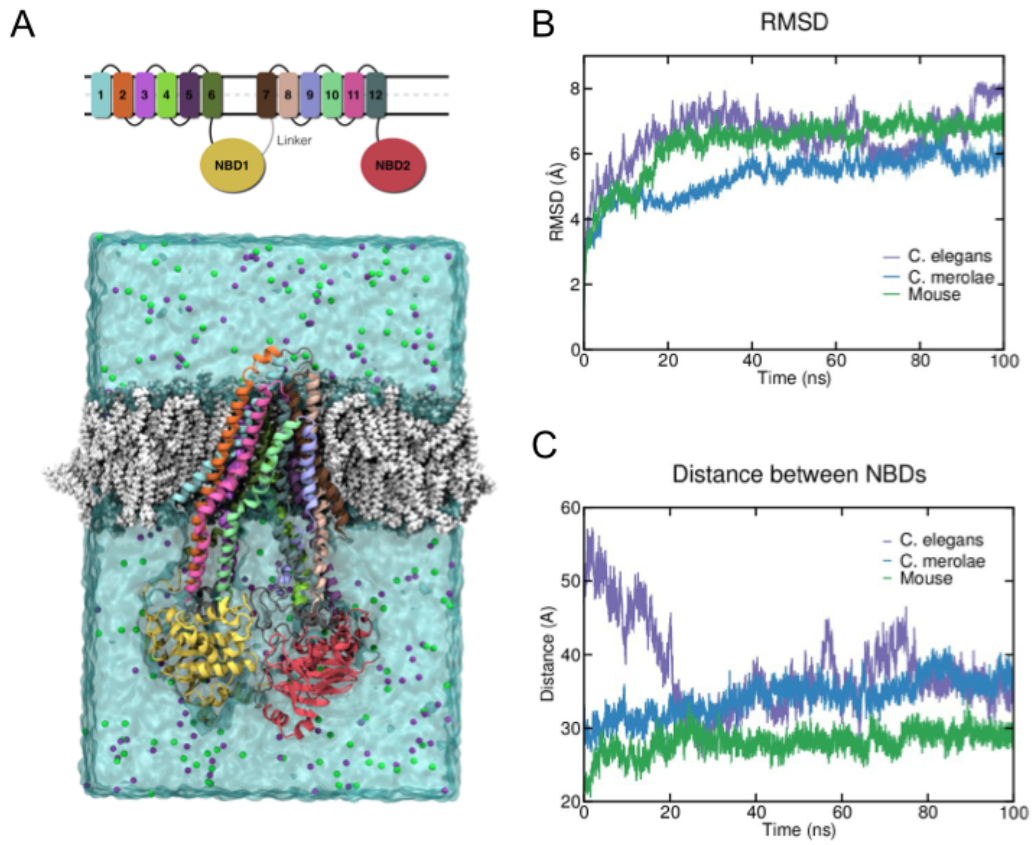 A
1 2 3 4 5 6 7 8 9 10 11 12
Linker
NBD1
NBD2
B
RMSD
8
6
4
2
0
RMSD (Å)
C. elegans
C. merolae
Mouse
0 20 40 60 80 100
Time (ns)
C
Distance between NBDs
60
50
40
30
20
Distance (A)
C. elegans
C. merolae
Mouse
0 20 40 60 80 100
Time (ns)